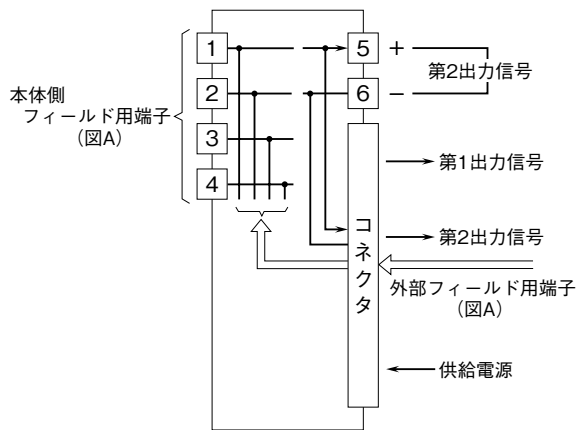 1
2
3
4
5
6
+
−
第2出力信号
本体側
フィールド用端子
(図A)
第1出力信号
第2出力信号
コネクタ
外部フィールド用端子
(図A)
供給電源